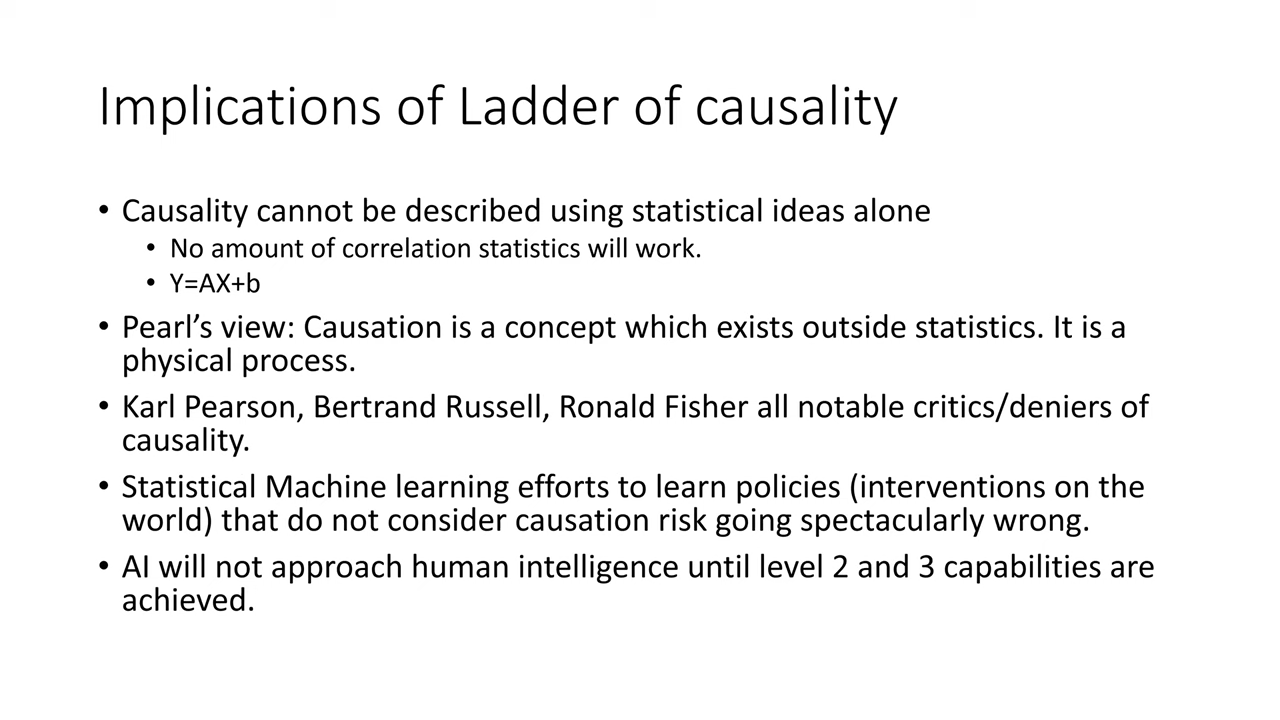 Implications of Ladder of causality
• Causality cannot be described using statistical ideas alone
• No amount of correlation statistics will work.
• Y=AX+b
• Pearl’s view: Causation is a concept which exists outside statistics. It is a
physical process.
• Karl Pearson, Bertrand Russell, Ronald Fisher all notable critics/deniers of
causality.
• Statistical Machine learning efforts to learn policies (interventions on the
world) that do not consider causation risk going spectacularly wrong.
• AI will not approach human intelligence until level 2 and 3 capabilities are
achieved.